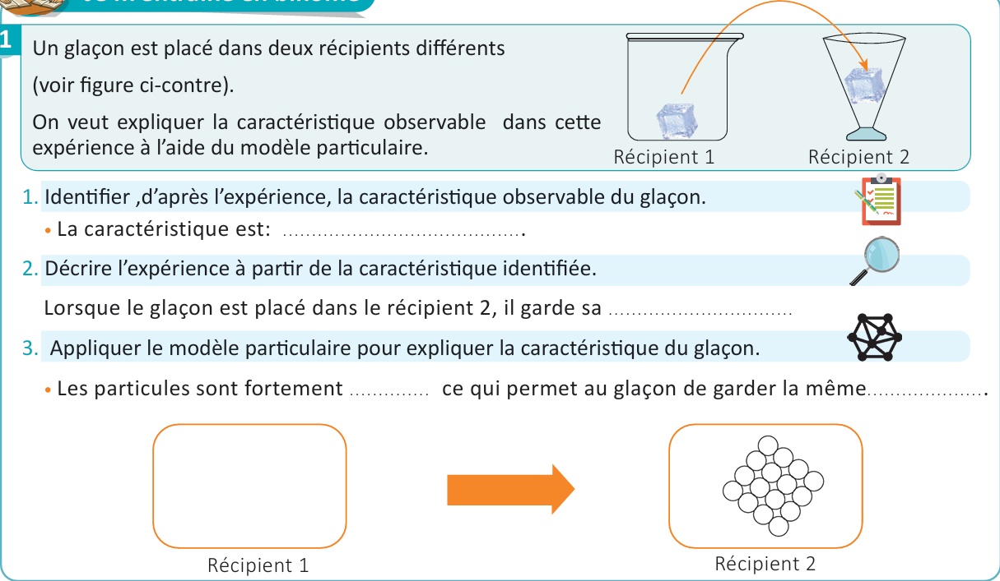 1
Un glaçon est placé dans deux récipients différents
(voir figure ci-contre).
On veut expliquer la caractéristique observable dans cette
expérience à l'aide du modèle particulaire.
Récipient 1
Récipient 2
1. Identifier ,d'après l'expérience, la caractéristique observable du glaçon.
• La caractéristique est: ........................................
2. Décrire l'expérience à partir de la caractéristique identifiée.
Lorsque le glaçon est placé dans le récipient 2, il garde sa ................................
3. Appliquer le modèle particulaire pour expliquer la caractéristique du glaçon.
• Les particules sont fortement .............. ce qui permet au glaçon de garder la même....................
Récipient 1
Récipient 2